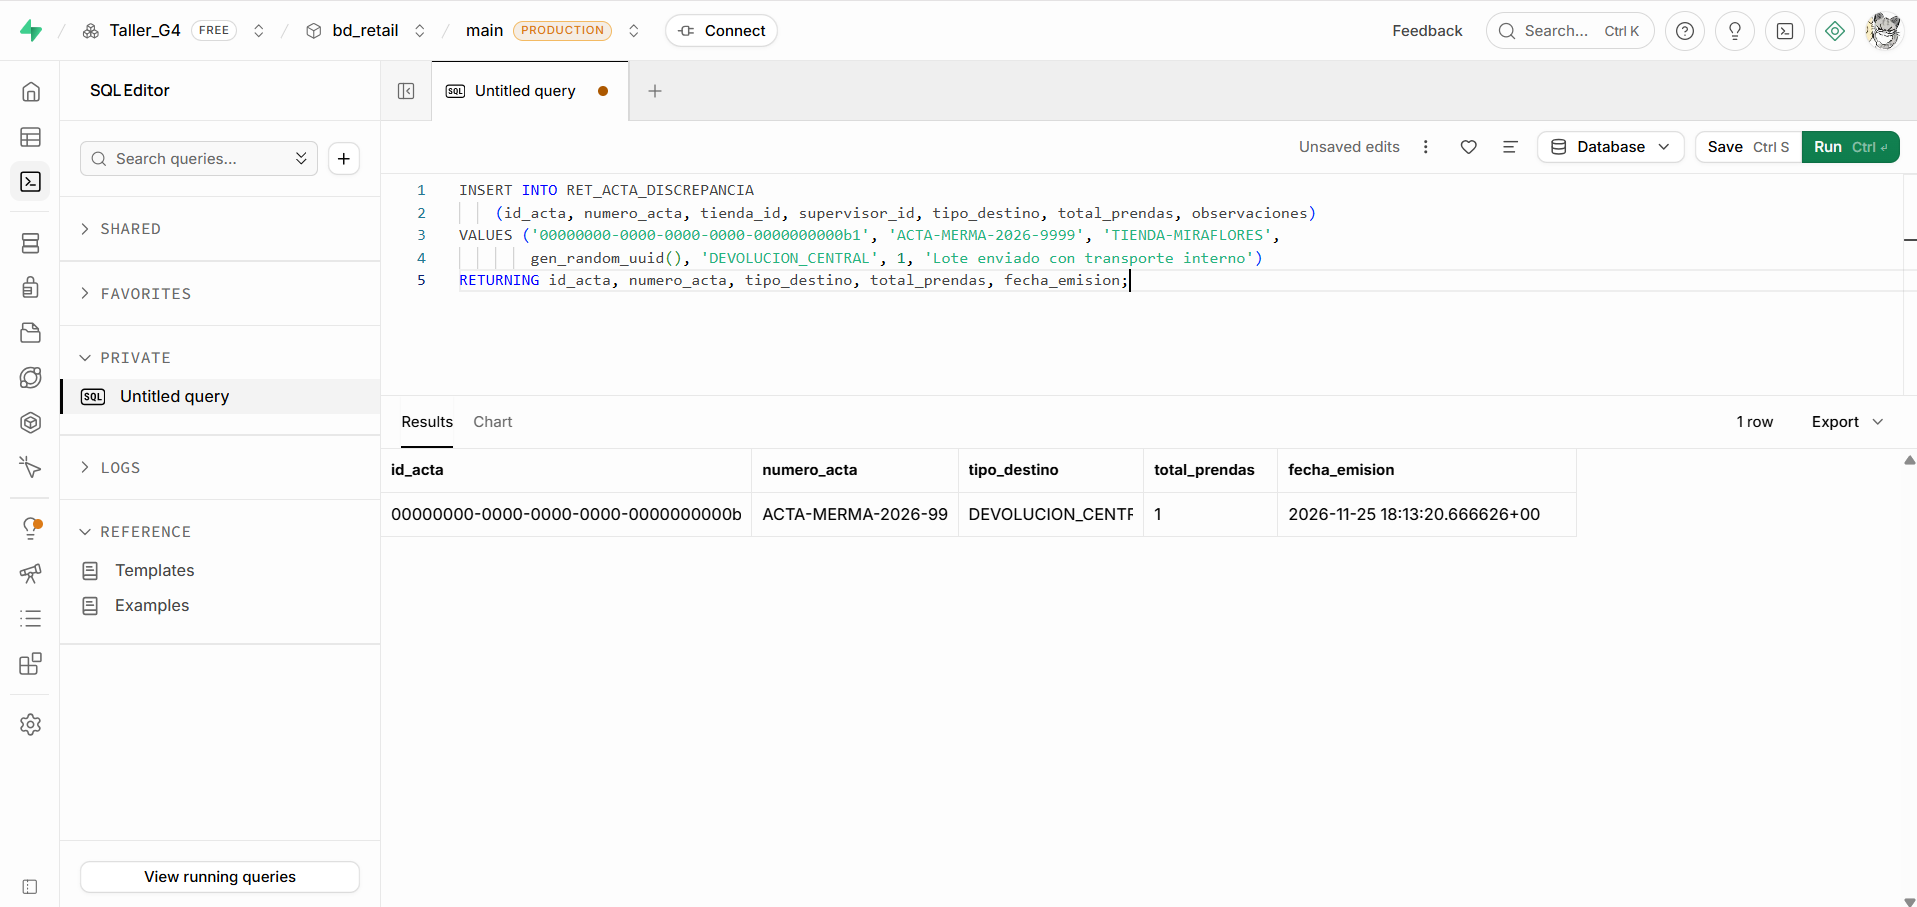 Taller_G4 FREE bd_retail main PRODUCTION Connect Feedback Search... Ctrl K
SQL Editor
SQL Untitled query
Search queries...
Unsaved edits Database Save Ctrl S Run Ctrl ↵
SHARED
FAVORITES
PRIVATE
SQL Untitled query
LOGS
REFERENCE
Templates
Examples
View running queries
1 INSERT INTO RET_ACTA_DISCREPANCIA
2 (id_acta, numero_acta, tienda_id, supervisor_id, tipo_destino, total_prendas, observaciones)
3 VALUES ('00000000-0000-0000-0000-0000000000b1', 'ACTA-MERMA-2026-9999', 'TIENDA-MIRAFLORES',
4 gen_random_uuid(), 'DEVOLUCION_CENTRAL', 1, 'Lote enviado con transporte interno')
5 RETURNING id_acta, numero_acta, tipo_destino, total_prendas, fecha_emision;
Results Chart 1 row Export
id_acta numero_acta tipo_destino total_prendas fecha_emision
00000000-0000-0000-0000-0000000000b ACTA-MERMA-2026-99 DEVOLUCION_CENTR 1 2026-11-25 18:13:20.666626+00